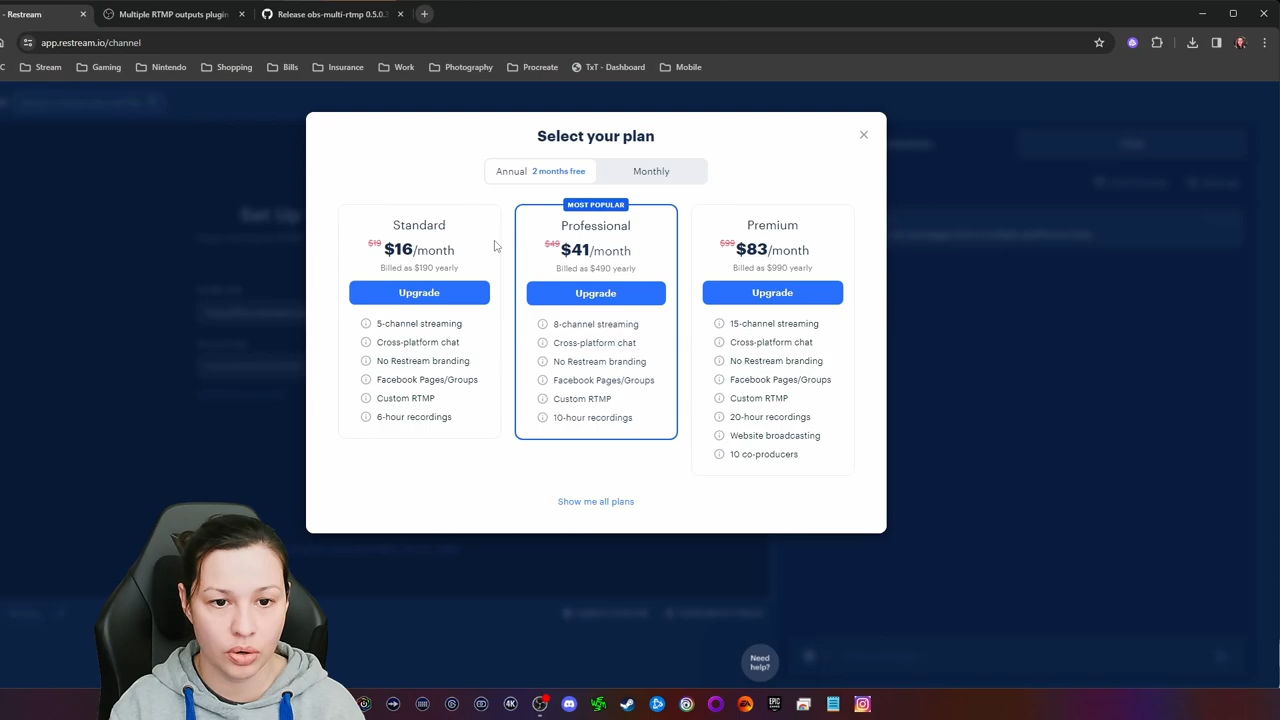 - Restream
Multiple RTMP outputs plugin
Release obs-multi-rtmp 0.5.0.
app.restream.io/channel
C
Stream
Gaming
Nintendo
Shopping
Bills
Insurance
Work
Photography
Procreate
TxT - Dashboard
Mobile
Select your plan
Annual 2 months free
Monthly
MOST POPULAR
Standard
$19 $16/month
Billed as $190 yearly
Upgrade
5-channel streaming
Cross-platform chat
No Restream branding
Facebook Pages/Groups
Custom RTMP
6-hour recordings
Professional
$49 $41/month
Billed as $490 yearly
Upgrade
8-channel streaming
Cross-platform chat
No Restream branding
Facebook Pages/Groups
Custom RTMP
10-hour recordings
Premium
$99 $83/month
Billed as $990 yearly
Upgrade
15-channel streaming
Cross-platform chat
No Restream branding
Facebook Pages/Groups
Custom RTMP
20-hour recordings
Website broadcasting
10 co-producers
Show me all plans
Set Up
Need
help?
4K
EPIC
GAMES